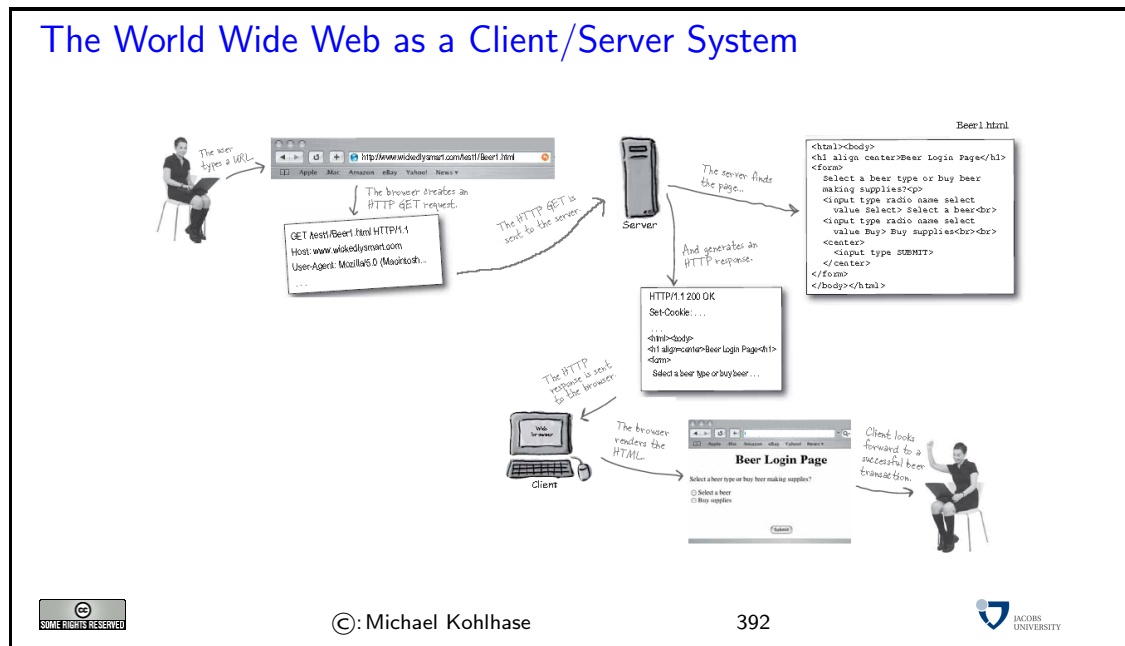 The World Wide Web as a Client/Server System
The user
types a URL.
http://www.wickedlysmart.com/test1/Beer1.html
Apple .Mac Amazon eBay Yahoo! News
The browser creates an
HTTP GET request.
GET /test1/Beer1.html HTTP/1.1
Host: www.wickedlysmart.com
User-Agent: Mozilla/5.0 (Macintosh...
. . .
The HTTP GET is
sent to the server.
Server
The server finds
the page...
Beer1.html
<html><body>
<h1 align center>Beer Login Page</h1>
<form>
Select a beer type or buy beer
making supplies?<p>
<input type radio name select
value Select> Select a beer<br>
<input type radio name select
value Buy> Buy supplies<br><br>
<center>
<input type SUBMIT>
</center>
</form>
</body></html>
And generates an
HTTP response.
HTTP/1.1 200 OK
Set-Cookie: . . .
. . .
<html><body>
<h1 align=center>Beer Login Page</h1>
<form>
Select a beer type or buy beer . . .
The HTTP
response is sent
to the browser.
Web
browser
Client
The browser
renders the
HTML.
Apple .Mac Amazon eBay Yahoo! News
Beer Login Page
Select a beer type or buy beer making supplies?
Select a beer
Buy supplies
Submit
Client looks
forward to a
successful beer
transaction.
cc
SOME RIGHTS RESERVED
©: Michael Kohlhase
392
JACOBS
UNIVERSITY